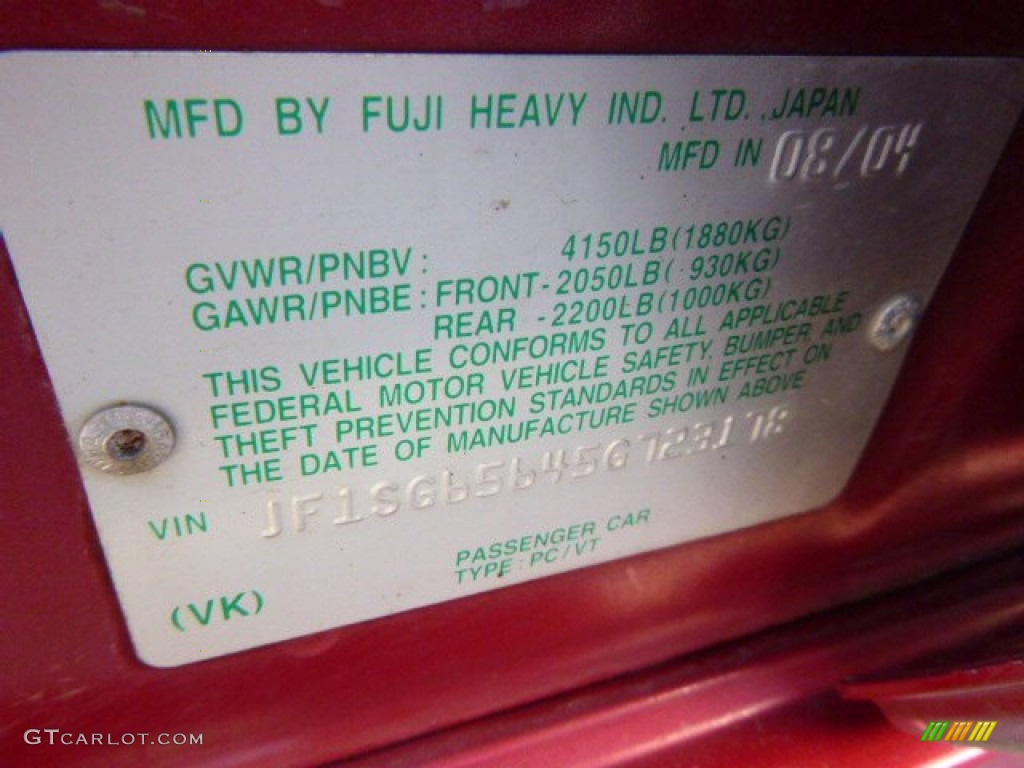 MFD BY FUJI HEAVY IND. LTD.,JAPAN
MFD IN 08/04
GVWR/PNBV: 4150LB(1880KG)
GAWR/PNBE: FRONT-2050LB( 930KG)
REAR -2200LB(1000KG)
THIS VEHICLE CONFORMS TO ALL APPLICABLE
FEDERAL MOTOR VEHICLE SAFETY, BUMPER, AND
THEFT PREVENTION STANDARDS IN EFFECT ON
THE DATE OF MANUFACTURE SHOWN ABOVE
VIN JF1SG65645G723178
PASSENGER CAR
TYPE: PC/VT
(VK)
GTCARLOT.COM